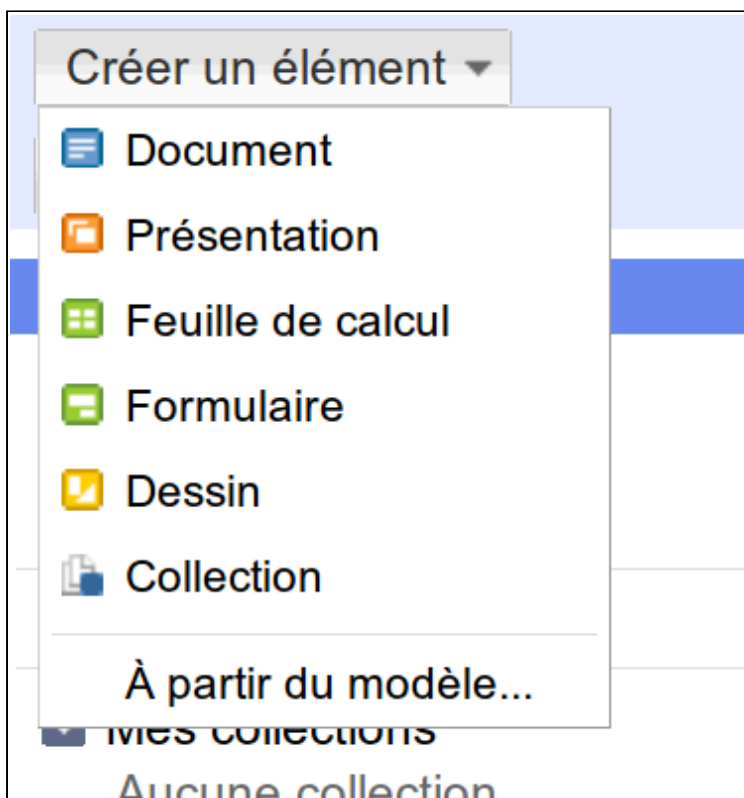 Créer un élément
Document
Présentation
Feuille de calcul
Formulaire
Dessin
Collection
À partir du modèle...
Mes collections
Aucune collection